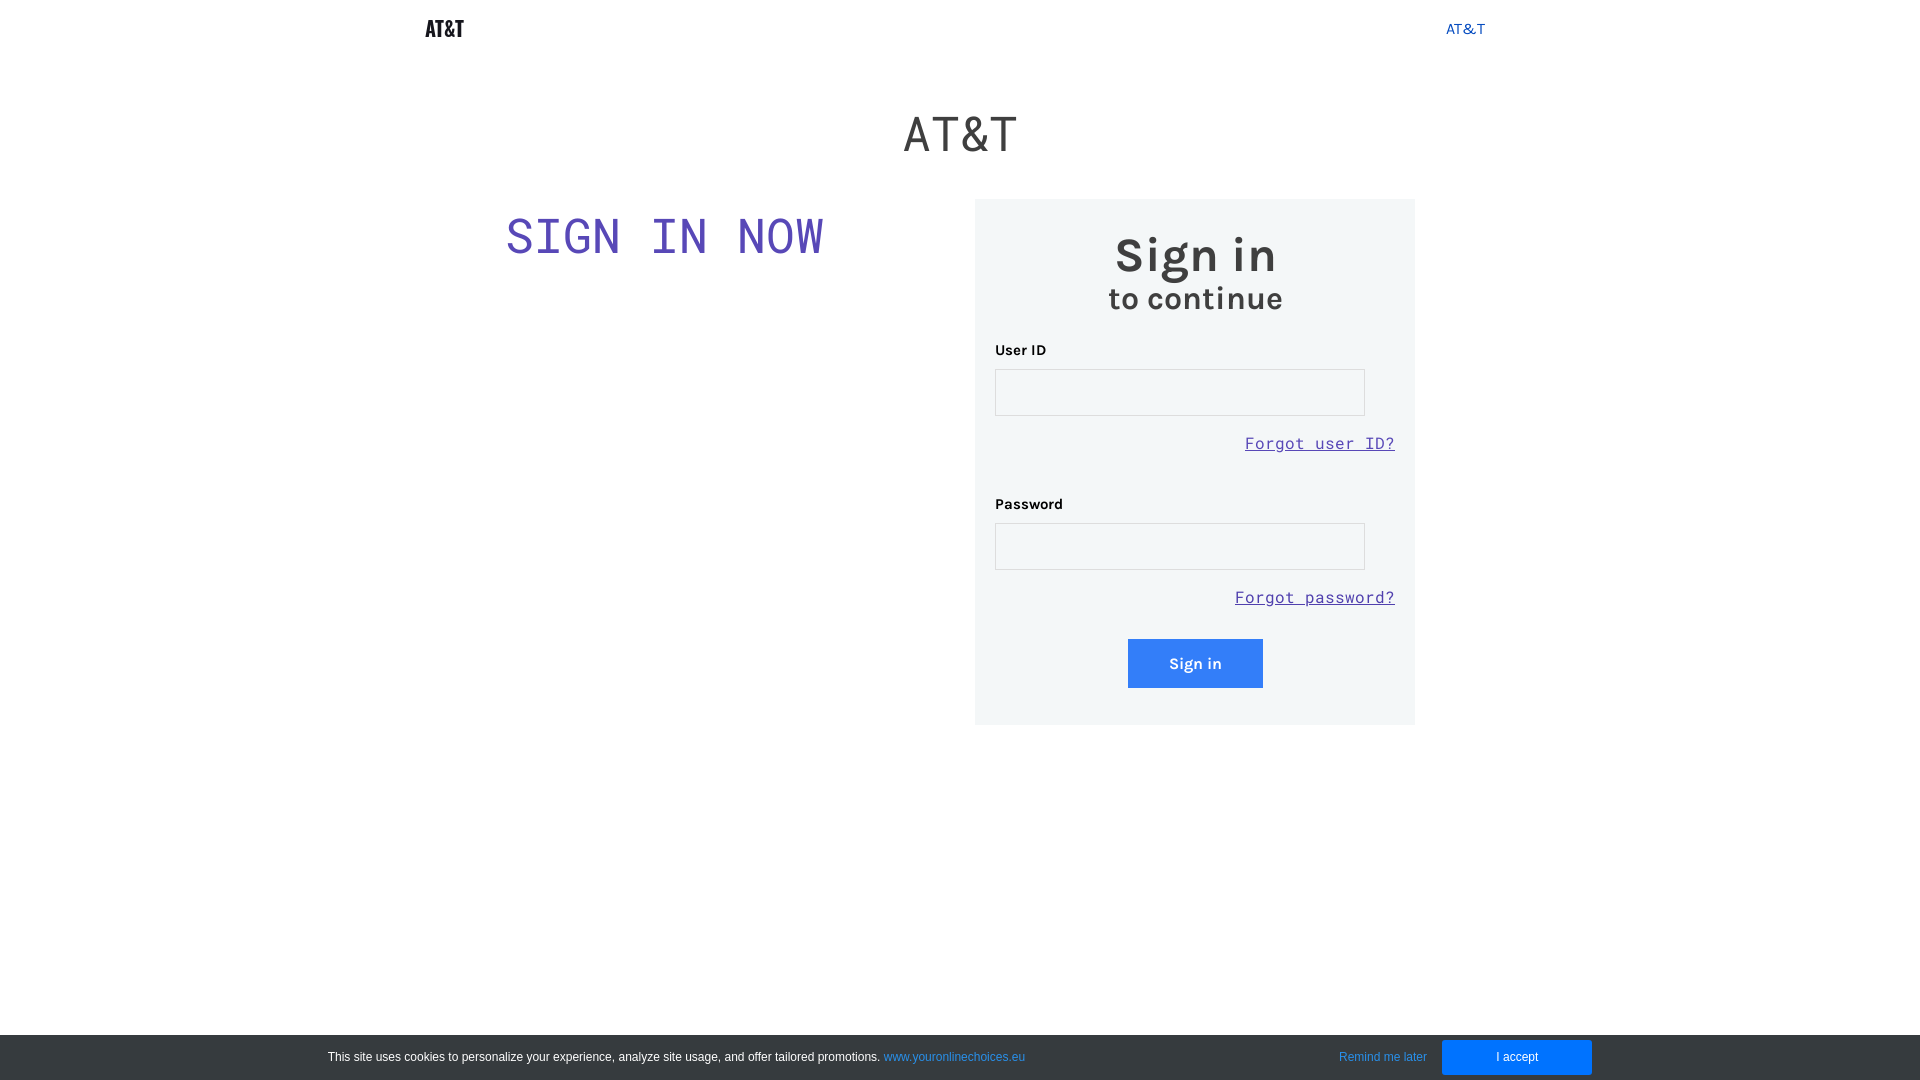 AT&T
AT&T
AT&T
SIGN IN NOW
Sign in
to continue
User ID
Forgot user ID?
Password
Forgot password?
Sign in
This site uses cookies to personalize your experience, analyze site usage, and offer tailored promotions. www.youronlinechoices.eu
Remind me later
I accept